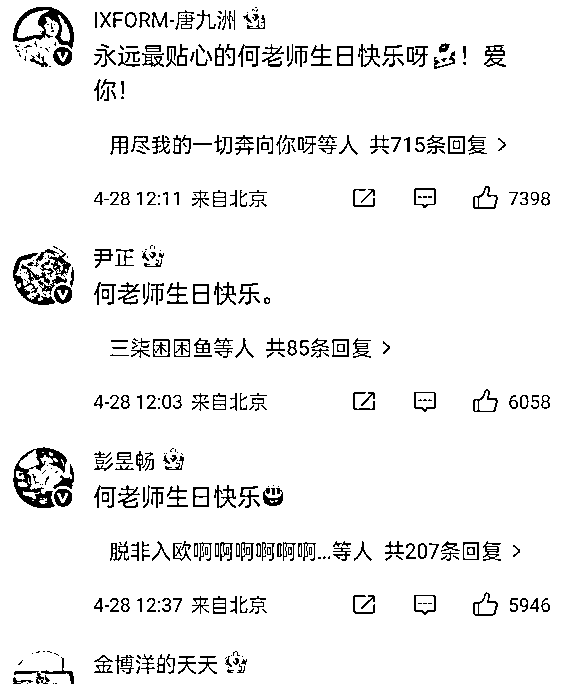 IXFORM-唐九洲
永远最贴心的何老师生日快乐呀！爱
你！
用尽我的一切奔向你呀等人 共715条回复 >
4-28 12:11 来自北京 7398
尹正
何老师生日快乐。
三柒困困鱼等人 共85条回复 >
4-28 12:03 来自北京 6058
彭昱畅
何老师生日快乐
脱非入欧啊啊啊啊啊啊...等人 共207条回复 >
4-28 12:37 来自北京 5946
金博洋的天天